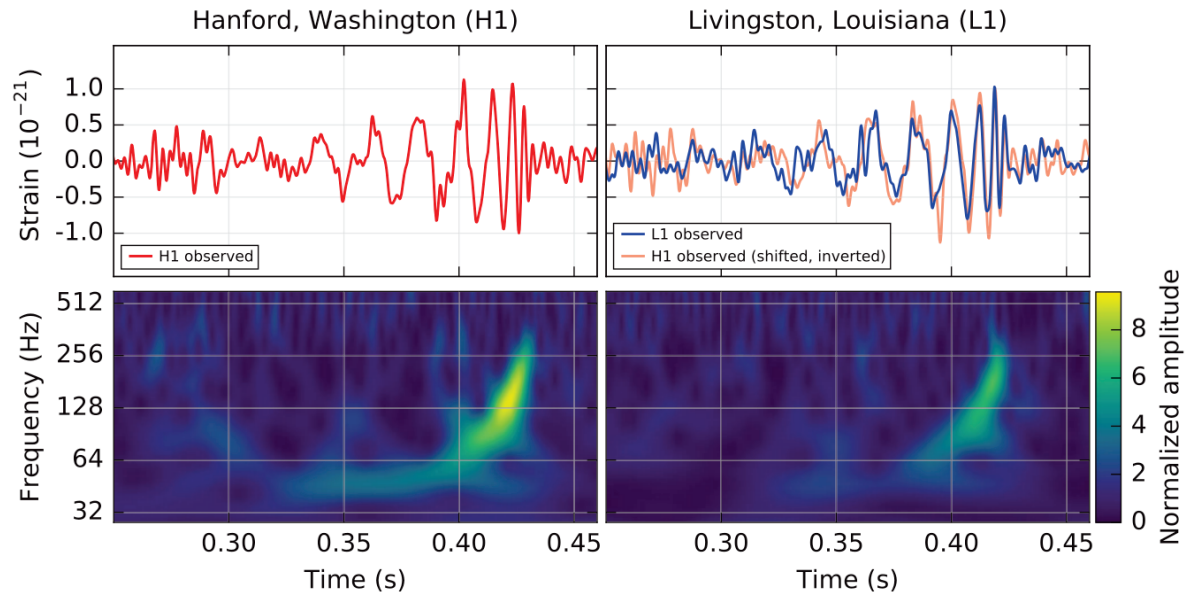 Hanford, Washington (H1)
Livingston, Louisiana (L1)
Strain (10⁻²¹)
1.0
0.5
0.0
-0.5
-1.0
H1 observed
L1 observed
H1 observed (shifted, inverted)
Frequency (Hz)
512
256
128
64
32
0.30
0.35
0.40
0.45
Time (s)
0.30
0.35
0.40
0.45
Time (s)
Normalized amplitude
8
6
4
2
0